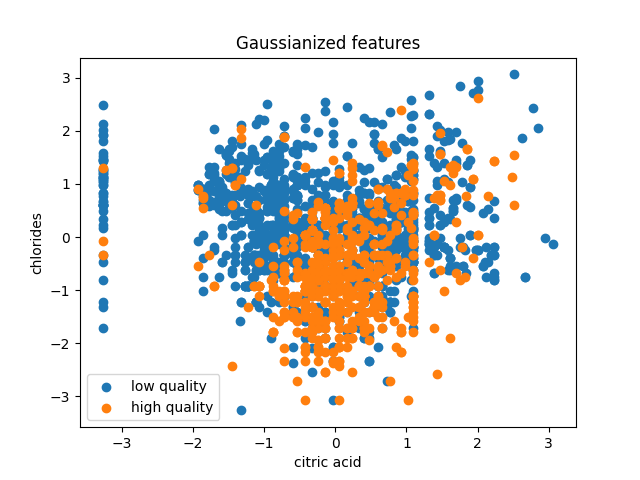 Gaussianized features
chlorides
3
2
1
0
−1
−2
−3
low quality
high quality
−3
−2
−1
0
1
2
3
citric acid